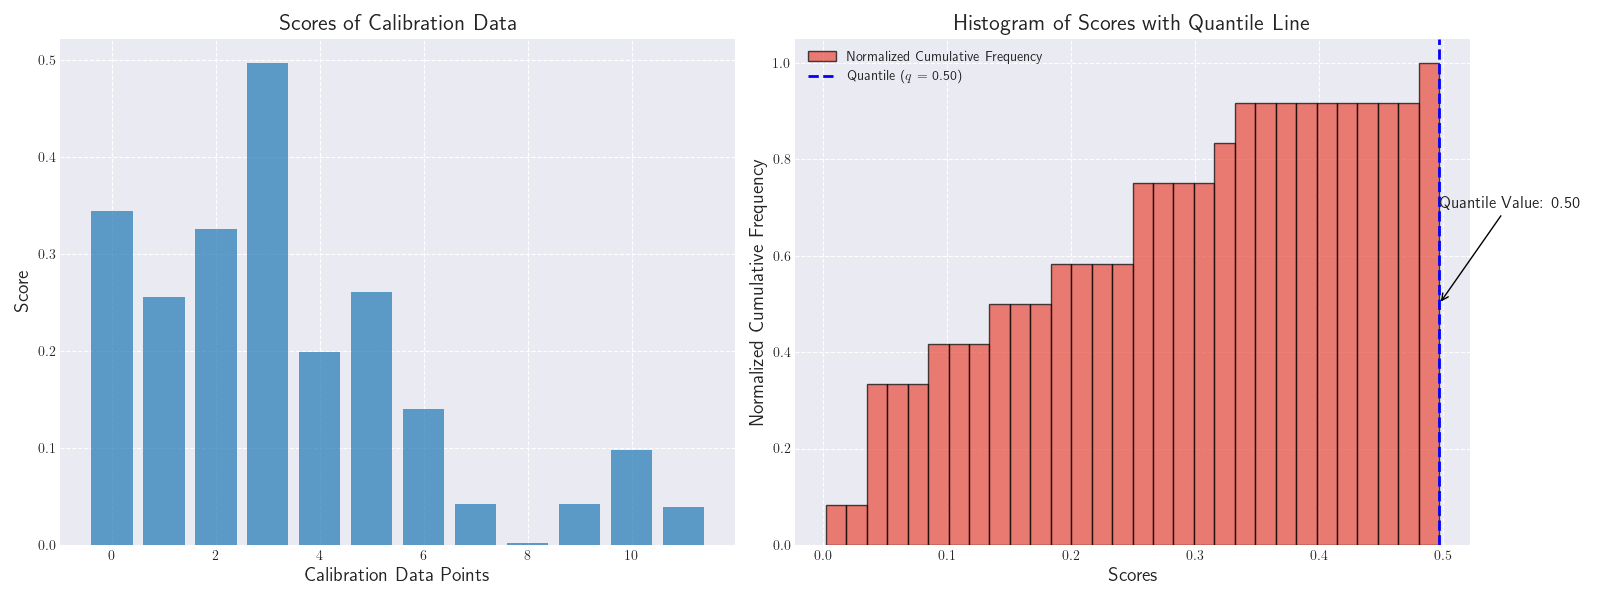 Scores of Calibration Data
Score
0.5
0.4
0.3
0.2
0.1
0.0
0 2 4 6 8 10
Calibration Data Points
Histogram of Scores with Quantile Line
Normalized Cumulative Frequency
Quantile (q = 0.50)
Normalized Cumulative Frequency
1.0
0.8
0.6
0.4
0.2
0.0
Quantile Value: 0.50
0.0 0.1 0.2 0.3 0.4 0.5
Scores